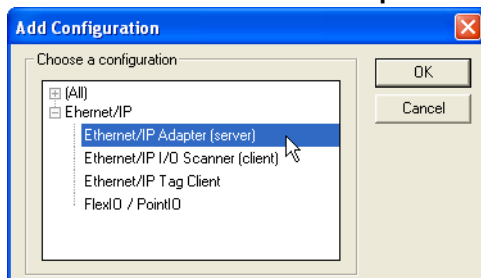 Add Configuration
Choose a configuration
(All)
Ehernet/IP
Ethernet/IP Adapter (server)
Ethernet/IP I/O Scanner (client)
Ethernet/IP Tag Client
FlexIO / PointIO
OK
Cancel